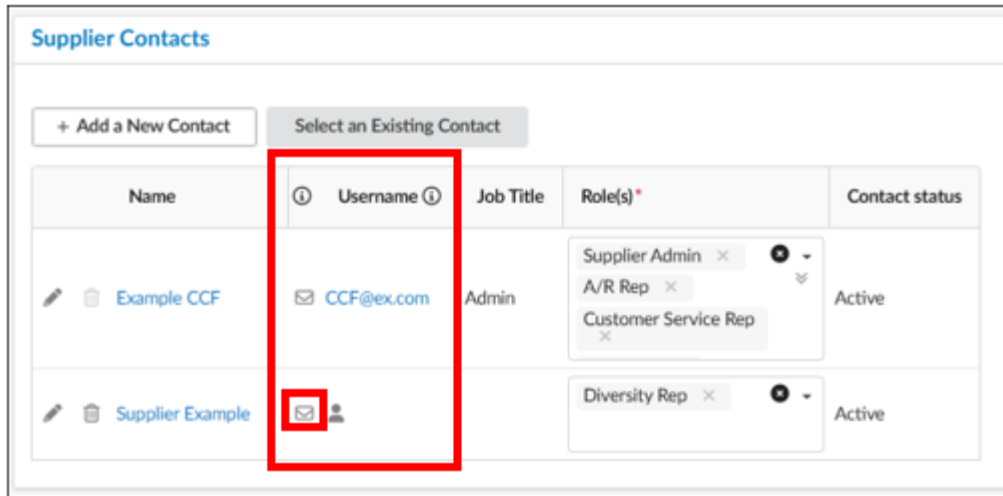 Supplier Contacts
+ Add a New Contact
Select an Existing Contact
Name
Username
Job Title
Role(s)*
Contact status
Example CCF
CCF@ex.com
Admin
Supplier Admin ×
A/R Rep ×
Customer Service Rep
×
Active
Supplier Example
Diversity Rep ×
Active